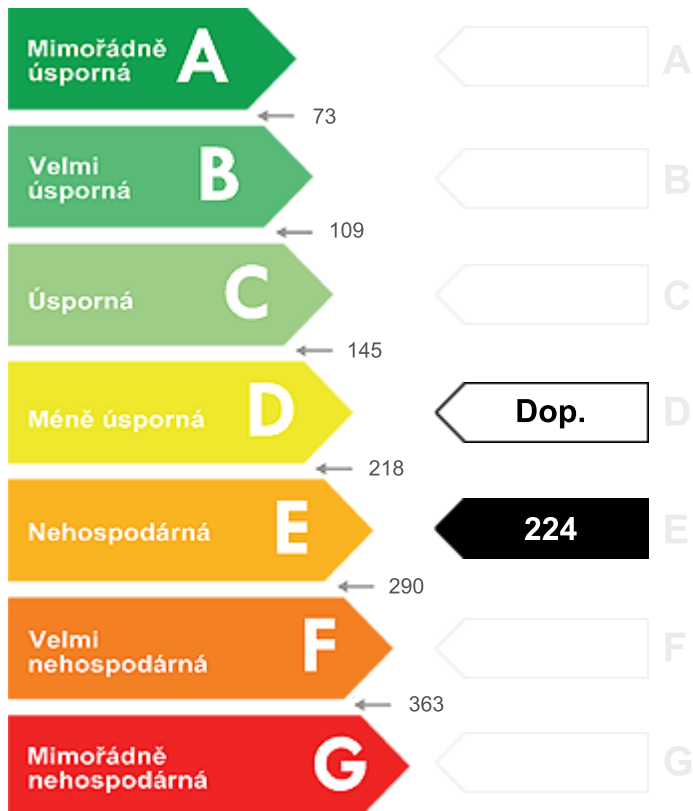 Mimořádně
úsporná
A
A
73
Velmi
úsporná
B
B
109
Úsporná
C
C
145
Méně úsporná
D
Dop.
D
218
Nehospodárná
E
224
E
290
Velmi
nehospodárná
F
F
363
Mimořádně
nehospodárná
G
G